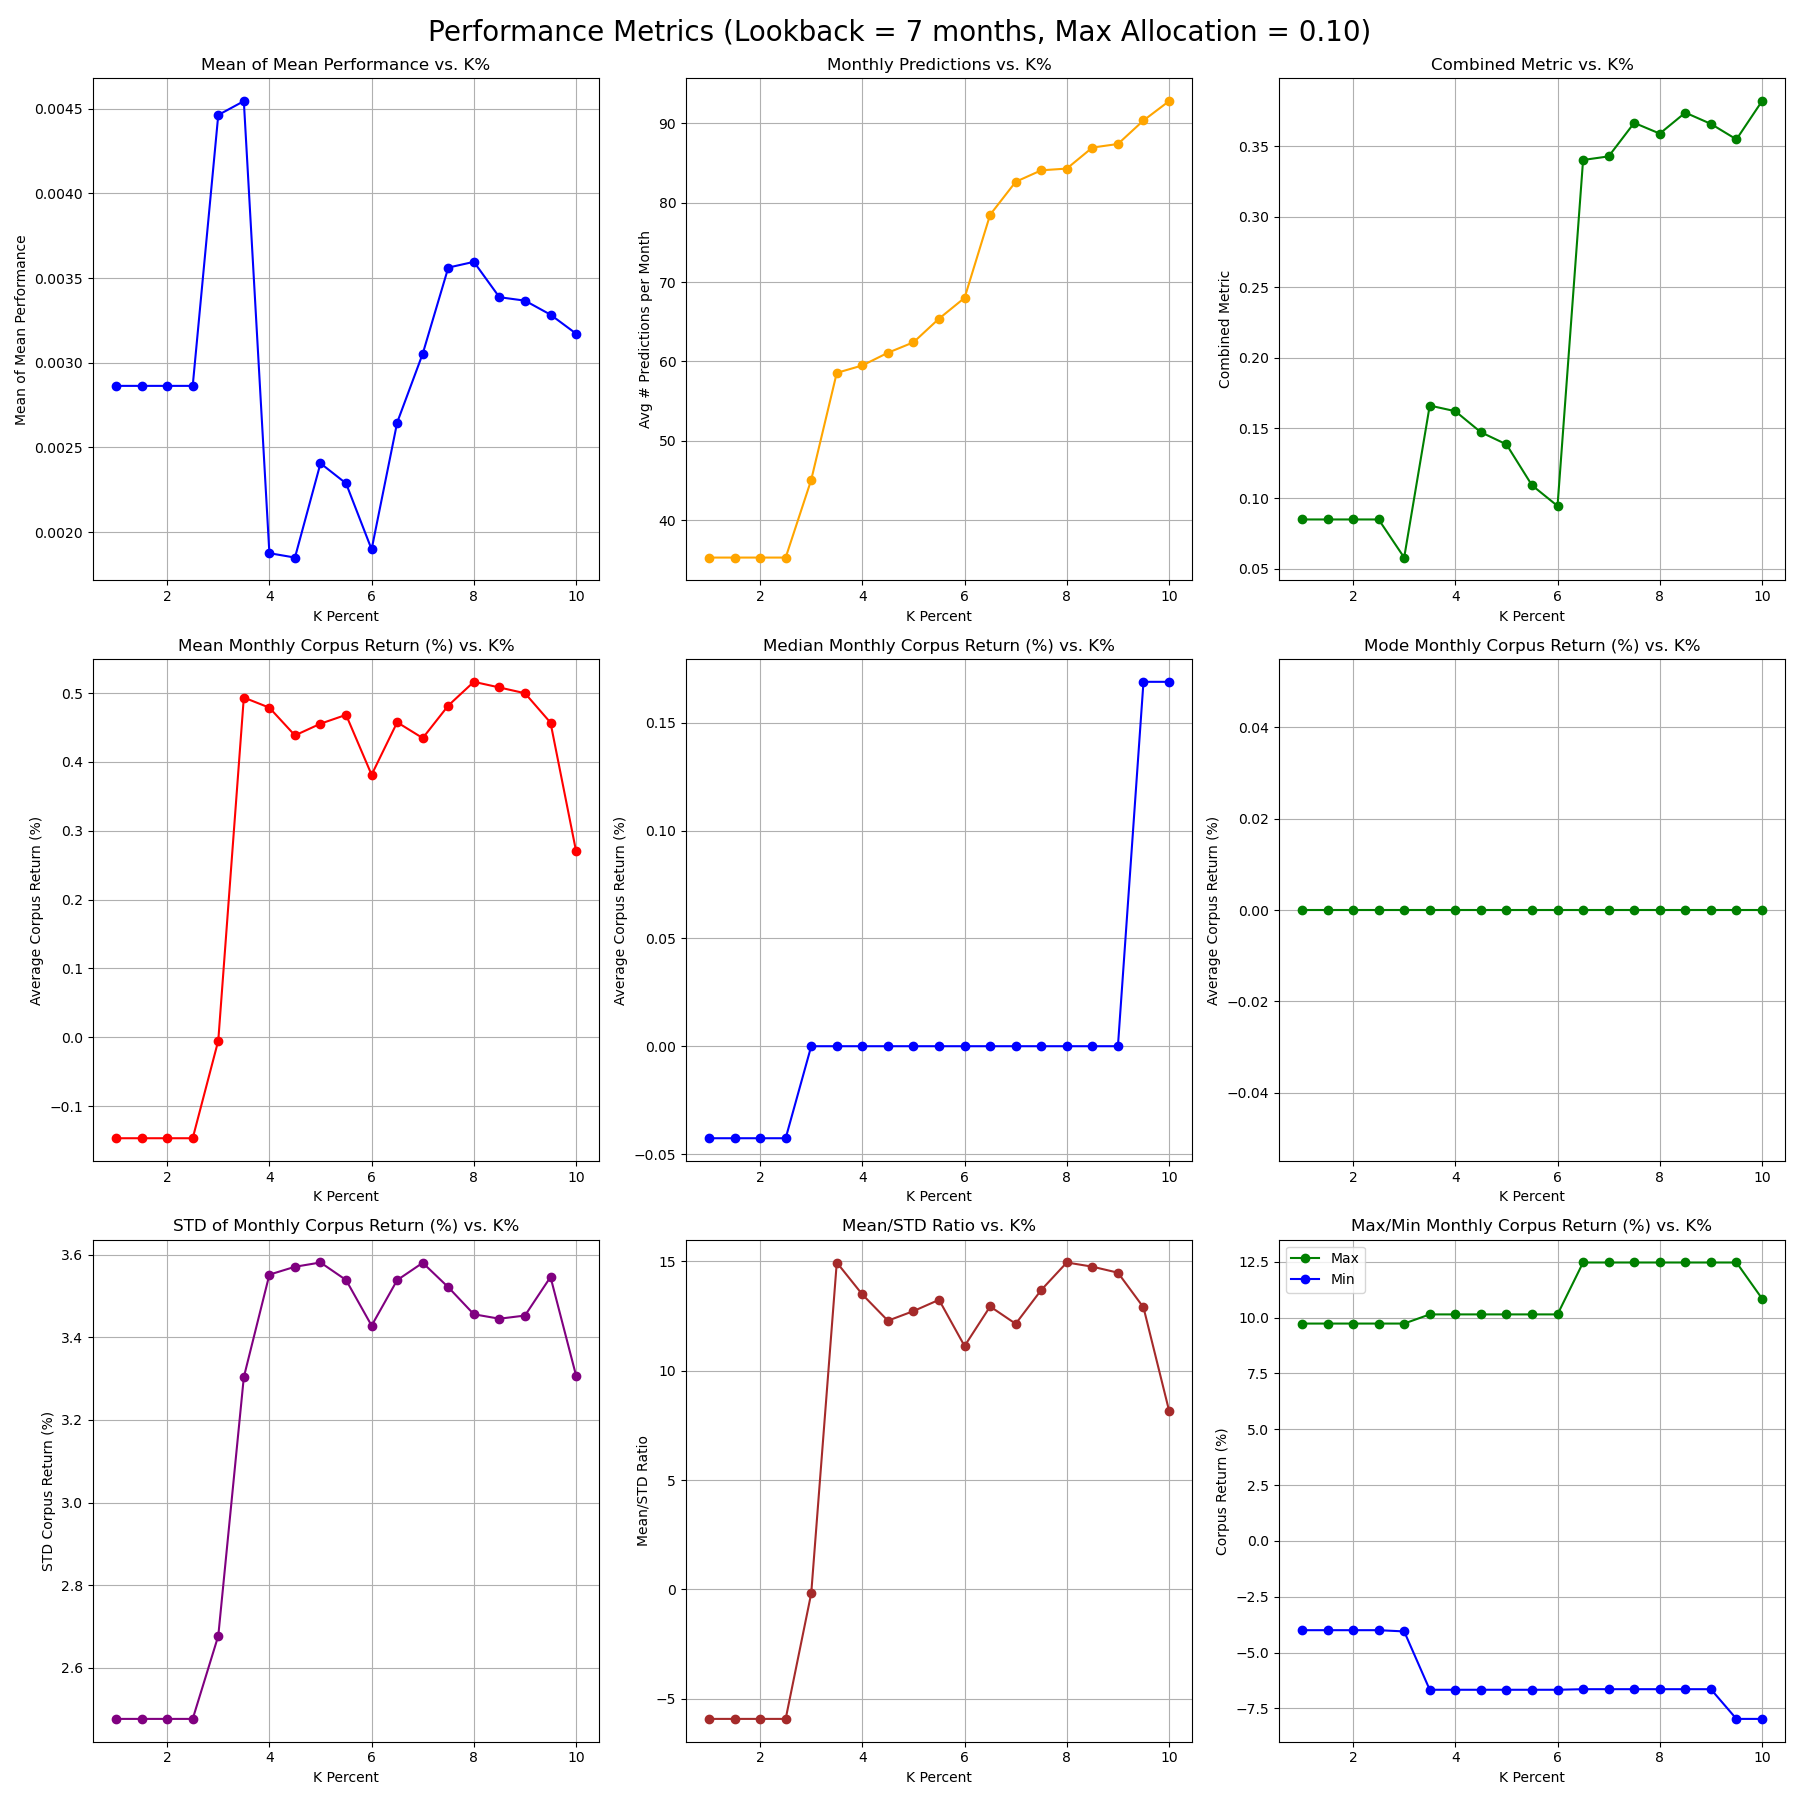 Performance Metrics (Lookback = 7 months, Max Allocation = 0.10)
Mean of Mean Performance vs. K%
Mean of Mean Performance
0.0045
0.0040
0.0035
0.0030
0.0025
0.0020
2 4 6 8 10
K Percent
Monthly Predictions vs. K%
Avg # Predictions per Month
90
80
70
60
50
40
2 4 6 8 10
K Percent
Combined Metric vs. K%
Combined Metric
0.35
0.30
0.25
0.20
0.15
0.10
0.05
2 4 6 8 10
K Percent
Mean Monthly Corpus Return (%) vs. K%
Average Corpus Return (%)
0.5
0.4
0.3
0.2
0.1
0.0
−0.1
2 4 6 8 10
K Percent
Median Monthly Corpus Return (%) vs. K%
Average Corpus Return (%)
0.15
0.10
0.05
0.00
−0.05
2 4 6 8 10
K Percent
Mode Monthly Corpus Return (%) vs. K%
Average Corpus Return (%)
0.04
0.02
0.00
−0.02
−0.04
2 4 6 8 10
K Percent
STD of Monthly Corpus Return (%) vs. K%
STD Corpus Return (%)
3.6
3.4
3.2
3.0
2.8
2.6
2 4 6 8 10
K Percent
Mean/STD Ratio vs. K%
Mean/STD Ratio
15
10
5
0
−5
2 4 6 8 10
K Percent
Max/Min Monthly Corpus Return (%) vs. K%
Max
Min
Corpus Return (%)
12.5
10.0
7.5
5.0
2.5
0.0
−2.5
−5.0
−7.5
2 4 6 8 10
K Percent